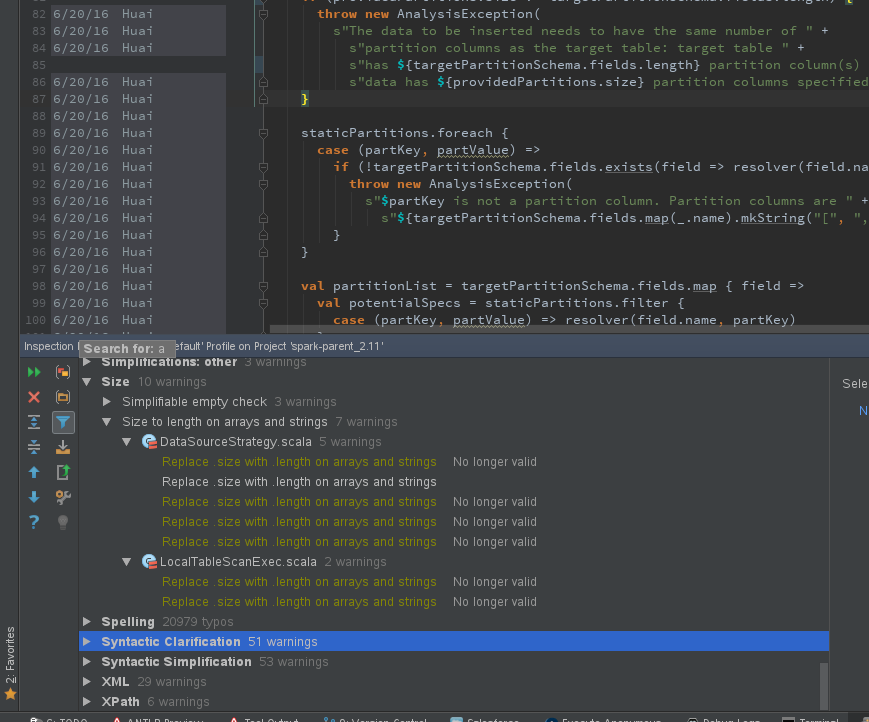 82 6/20/16 Huai throw new AnalysisException(
83 6/20/16 Huai s"The data to be inserted needs to have the same number of " +
84 6/20/16 Huai s"partition columns as the target table: target table " +
85 s"has ${targetPartitionSchema.fields.length} partition column(s)
86 6/20/16 Huai s"data has ${providedPartitions.size} partition columns specified
87 6/20/16 Huai }
88 6/20/16 Huai
89 6/20/16 Huai staticPartitions.foreach {
90 6/20/16 Huai case (partKey, partValue) =>
91 6/20/16 Huai if (!targetPartitionSchema.fields.exists(field => resolver(field.na
92 6/20/16 Huai throw new AnalysisException(
93 6/20/16 Huai s"$partKey is not a partition column. Partition columns are " +
94 6/20/16 Huai s"${targetPartitionSchema.fields.map(_.name).mkString("[", ",
95 6/20/16 Huai }
96 6/20/16 Huai }
97 6/20/16 Huai
98 6/20/16 Huai val partitionList = targetPartitionSchema.fields.map { field =>
99 6/20/16 Huai val potentialSpecs = staticPartitions.filter {
100 6/20/16 Huai case (partKey, partValue) => resolver(field.name, partKey)
Inspection Search for: a efault' Profile on Project 'spark-parent_2.11'
Simplifications: other 3 warnings
Size 10 warnings
Sele
Simplifiable empty check 3 warnings
N
Size to length on arrays and strings 7 warnings
DataSourceStrategy.scala 5 warnings
Replace .size with .length on arrays and strings No longer valid
Replace .size with .length on arrays and strings
Replace .size with .length on arrays and strings No longer valid
Replace .size with .length on arrays and strings No longer valid
Replace .size with .length on arrays and strings No longer valid
LocalTableScanExec.scala 2 warnings
Replace .size with .length on arrays and strings No longer valid
Replace .size with .length on arrays and strings No longer valid
Spelling 20979 typos
Syntactic Clarification 51 warnings
Syntactic Simplification 53 warnings
XML 29 warnings
XPath 6 warnings
2: Favorites
6: TODO ANTLR Preview Tool Output 9: Version Control Salesforce Execute Anonymous Debug Logs Terminal